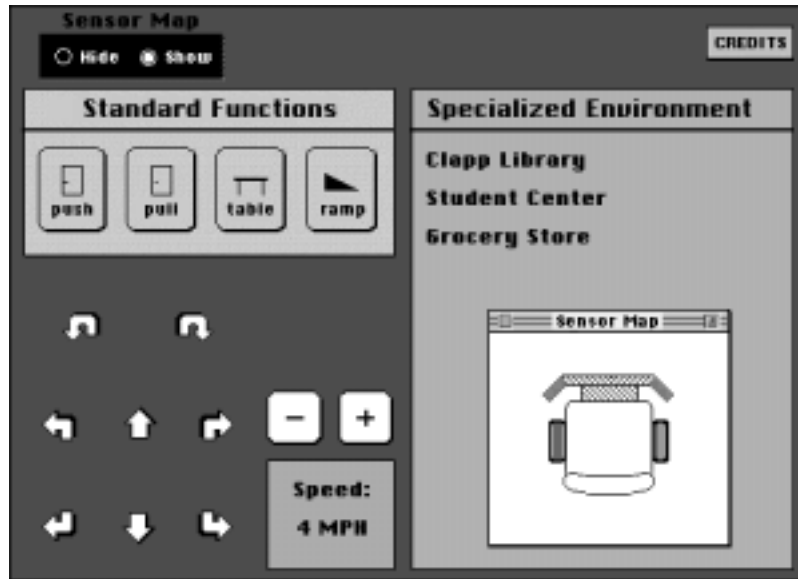 Sensor Map
Hide Show
CREDITS
Standard Functions
push pull table ramp
Specialized Environment
Clapp Library
Student Center
Grocery Store
Sensor Map
- +
Speed:
4 MPH